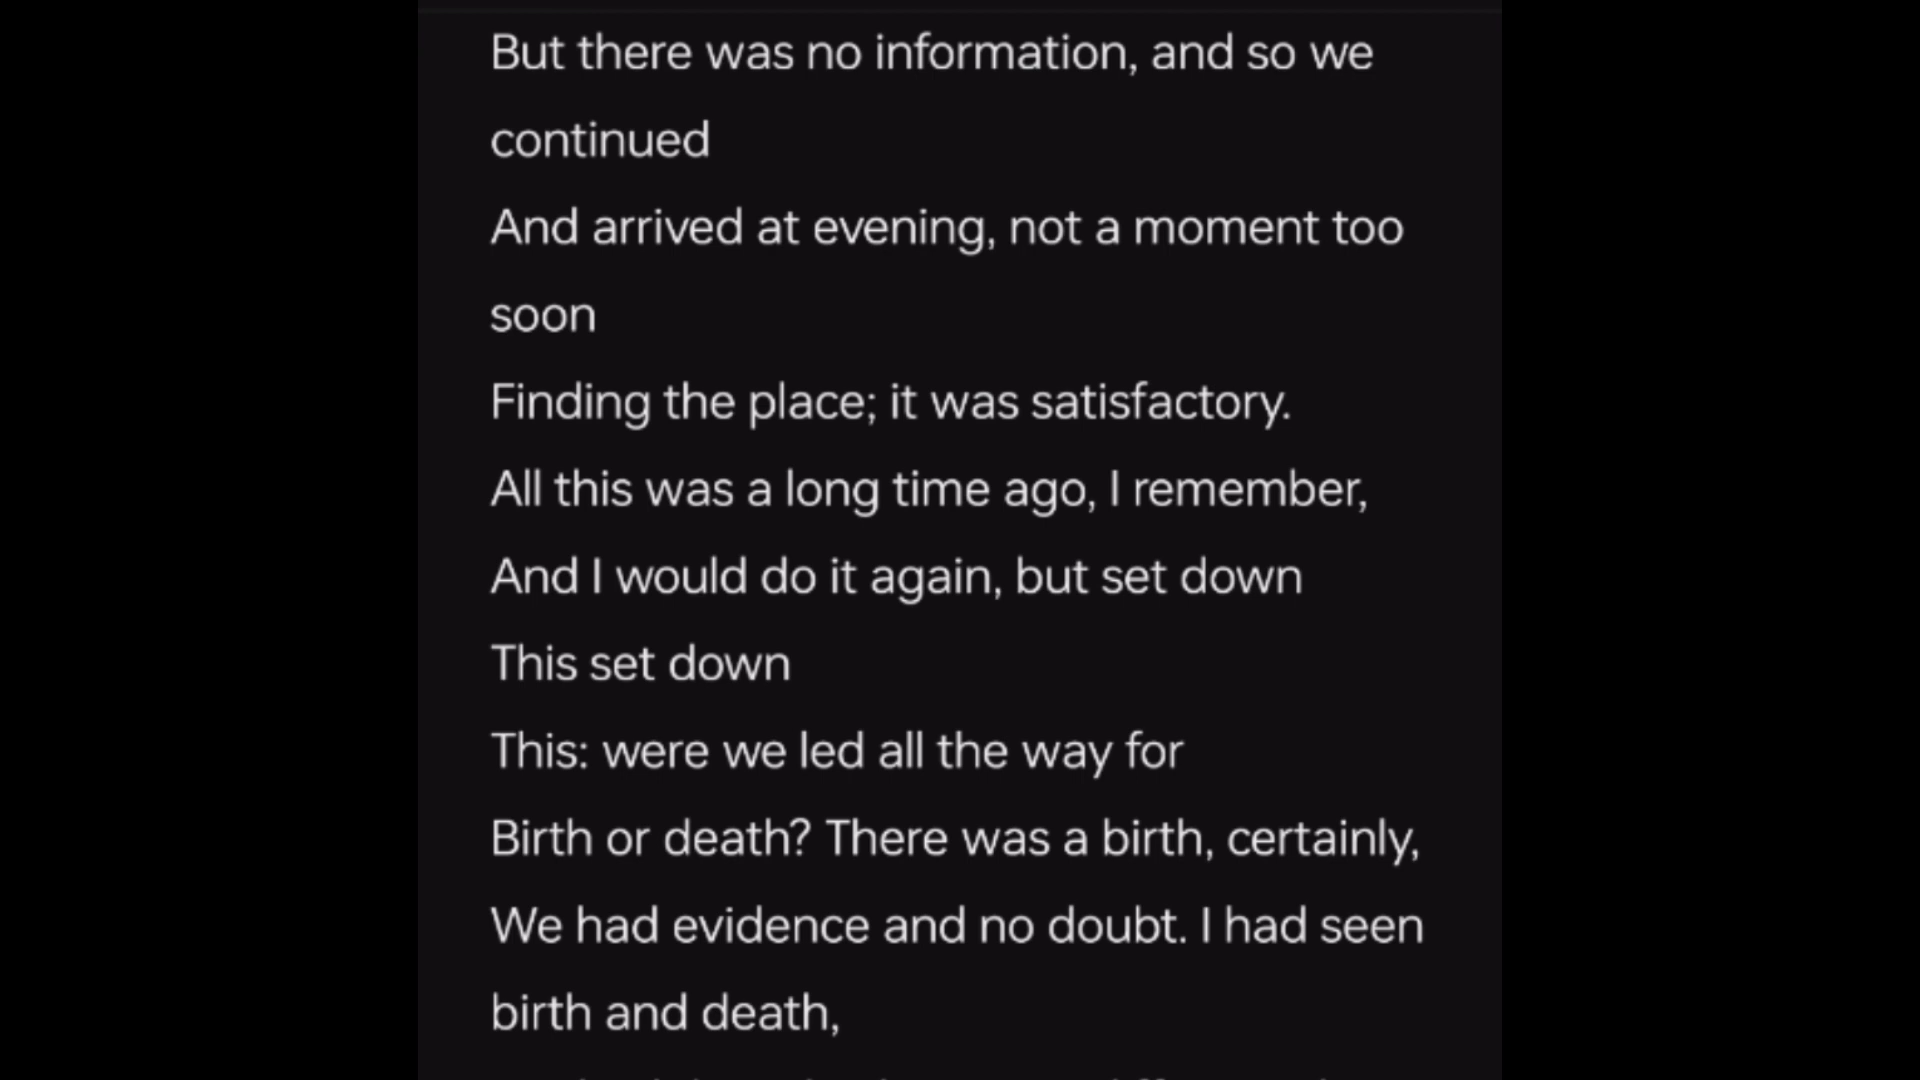 But there was no information, and so we
continued
And arrived at evening, not a moment too
soon
Finding the place; it was satisfactory.
All this was a long time ago, I remember,
And I would do it again, but set down
This set down
This: were we led all the way for
Birth or death? There was a birth, certainly,
We had evidence and no doubt. I had seen
birth and death,